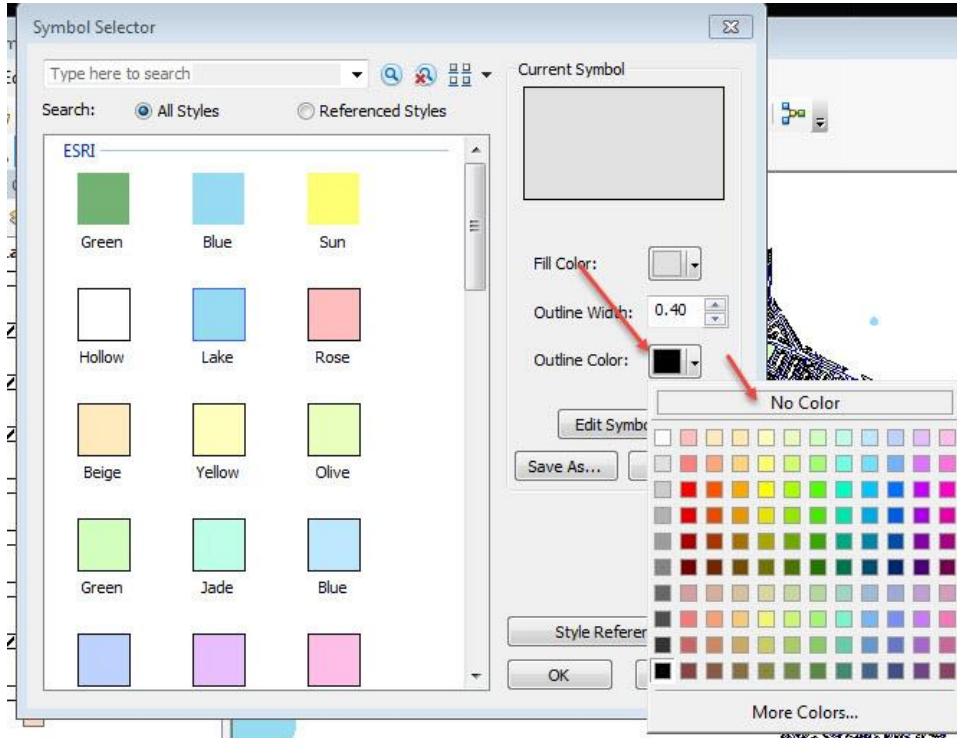 Symbol Selector
Type here to search
Search: All Styles Referenced Styles
ESRI
Green Blue Sun
Hollow Lake Rose
Beige Yellow Olive
Green Jade Blue
Current Symbol
Fill Color:
Outline Width: 0.40
Outline Color:
No Color
Edit Symbo
Save As...
Style Referen
OK
More Colors...